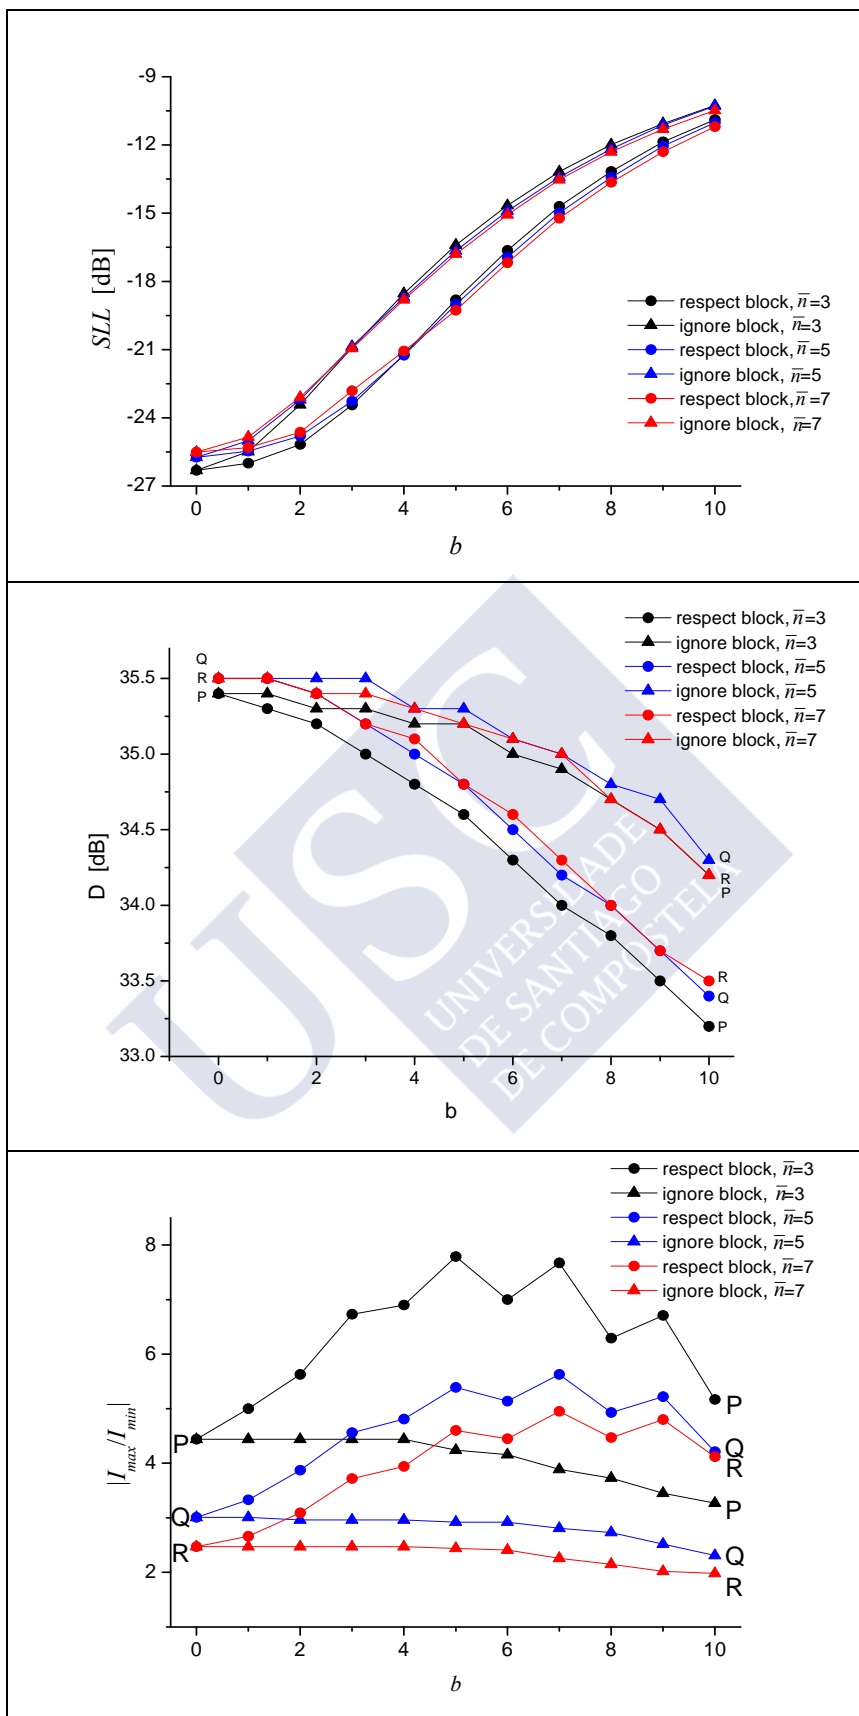 -9
-12
-15
-18
-21
-24
-27
SLL [dB]
respect block, n̅=3
ignore block, n̅=3
respect block, n̅=5
ignore block, n̅=5
respect block, n̅=7
ignore block, n̅=7
0 2 4 6 8 10
b
respect block, n̅=3
ignore block, n̅=3
respect block, n̅=5
ignore block, n̅=5
respect block, n̅=7
ignore block, n̅=7
Q
R
P
35.5
35.0
34.5
34.0
33.5
33.0
D [dB]
Q
R
P
R
Q
P
0 2 4 6 8 10
b
USC
UNIVERSIDADE
DE SANTIAGO
DE COMPOSTELA
respect block, n̅=3
ignore block, n̅=3
respect block, n̅=5
ignore block, n̅=5
respect block, n̅=7
ignore block, n̅=7
8
6
4
2
|I_max/I_min|
P
Q
R
P
Q
R
P
Q
R
0 2 4 6 8 10
b